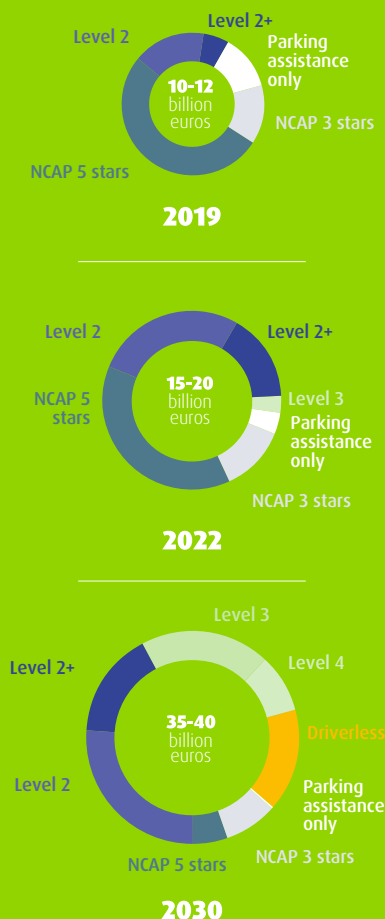 Level 2+
Level 2
Parking
assistance
only
10-12
billion
euros
NCAP 3 stars
NCAP 5 stars
2019
Level 2
Level 2+
15-20
billion
euros
NCAP 5
stars
Level 3
Parking
assistance
only
NCAP 3 stars
2022
Level 3
Level 2+
Level 4
35-40
billion
euros
Driverless
Level 2
Parking
assistance
only
NCAP 5 stars
NCAP 3 stars
2030